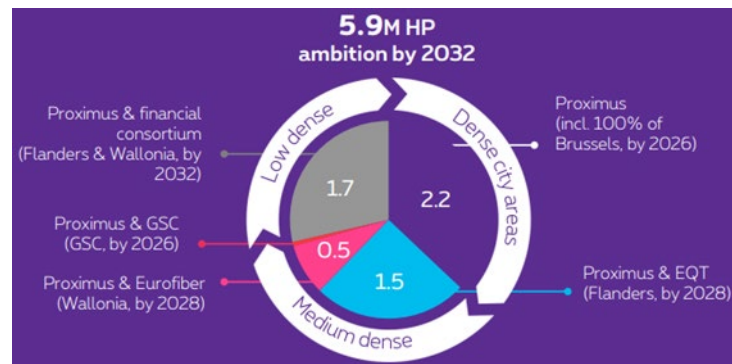 5.9M HP
ambition by 2032
Proximus & financial
consortium
(Flanders & Wallonia, by
2032)
Proximus & GSC
(GSC, by 2026)
Proximus & Eurofiber
(Wallonia, by 2028)
Low dense
1.7
0.5
1.5
2.2
Medium dense
Dense city areas
Proximus
(incl. 100% of
Brussels, by 2026)
Proximus & EQT
(Flanders, by 2028)